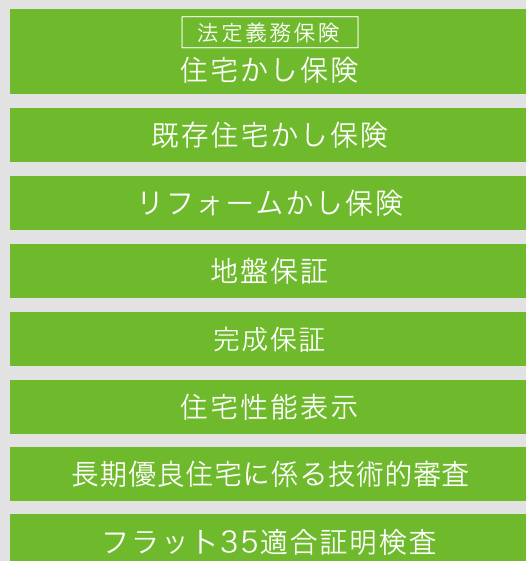 法定義務保険
住宅かし保険
既存住宅かし保険
リフォームかし保険
地盤保証
完成保証
住宅性能表示
長期優良住宅に係る技術的審査
フラット35適合証明検査